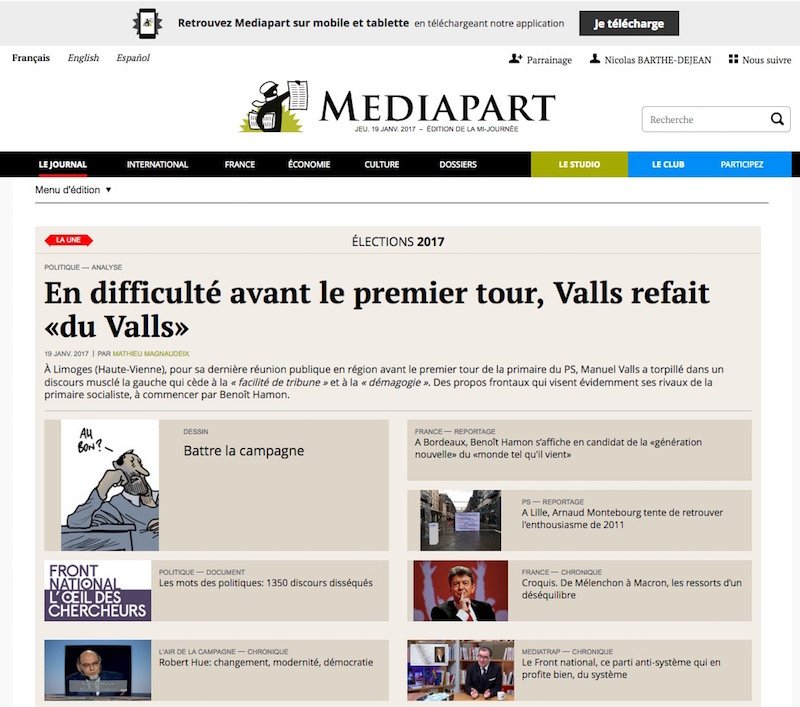 Retrouvez Mediapart sur mobile et tablette en téléchargeant notre application
Je télécharge
Français English Español
Parrainage Nicolas BARTHE-DEJEAN Nous suivre
MEDIAPART
JEU. 19 JANV. 2017 – ÉDITION DE LA MI-JOURNÉE
Recherche
LE JOURNAL INTERNATIONAL FRANCE ÉCONOMIE CULTURE DOSSIERS LE STUDIO LE CLUB PARTICIPEZ
Menu d'édition ▼
LA UNE
ÉLECTIONS 2017
POLITIQUE — ANALYSE
En difficulté avant le premier tour, Valls refait
«du Valls»
19 JANV. 2017 | PAR MATHIEU MAGNAUDEIX
À Limoges (Haute-Vienne), pour sa dernière réunion publique en région avant le premier tour de la primaire du PS, Manuel Valls a torpillé dans un
discours musclé la gauche qui cède à la « facilité de tribune » et à la « démagogie ». Des propos frontaux qui visent évidemment ses rivaux de la
primaire socialiste, à commencer par Benoît Hamon.
AH
BON?
DESSIN
Battre la campagne
FRANCE — REPORTAGE
A Bordeaux, Benoît Hamon s'affiche en candidat de la «génération
nouvelle» du «monde tel qu'il vient»
PS — REPORTAGE
A Lille, Arnaud Montebourg tente de retrouver
l'enthousiasme de 2011
FRONT
NATIONAL
L'ŒIL DES
CHERCHEURS
POLITIQUE — DOCUMENT
Les mots des politiques: 1350 discours disséqués
FRANCE — CHRONIQUE
Croquis. De Mélenchon à Macron, les ressorts d'un
déséquilibre
L'AIR DE LA CAMPAGNE — CHRONIQUE
Robert Hue: changement, modernité, démocratie
MEDIATRAP — CHRONIQUE
Le Front national, ce parti anti-système qui en
profite bien, du système